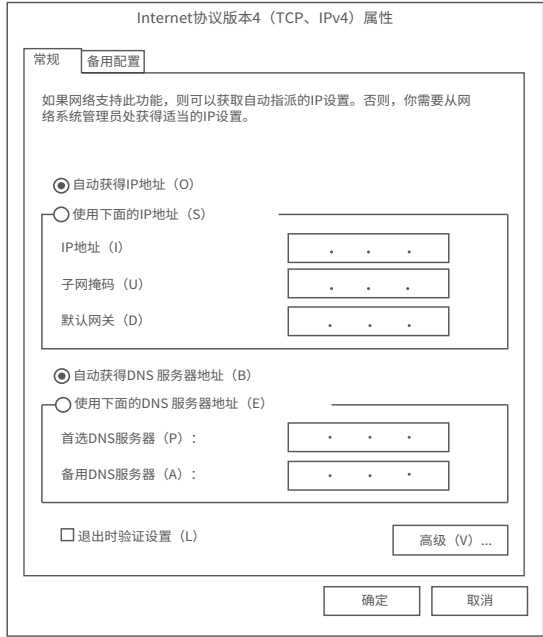 Internet协议版本4（TCP、IPv4）属性
常规
备用配置
如果网络支持此功能，则可以获取自动指派的IP设置。否则，你需要从网
络系统管理员处获得适当的IP设置。
自动获得IP地址（O）
使用下面的IP地址（S）
IP地址（I）
子网掩码（U）
默认网关（D）
自动获得DNS 服务器地址（B）
使用下面的DNS 服务器地址（E）
首选DNS服务器（P）：
备用DNS服务器（A）：
退出时验证设置（L）
高级（V）...
确定
取消